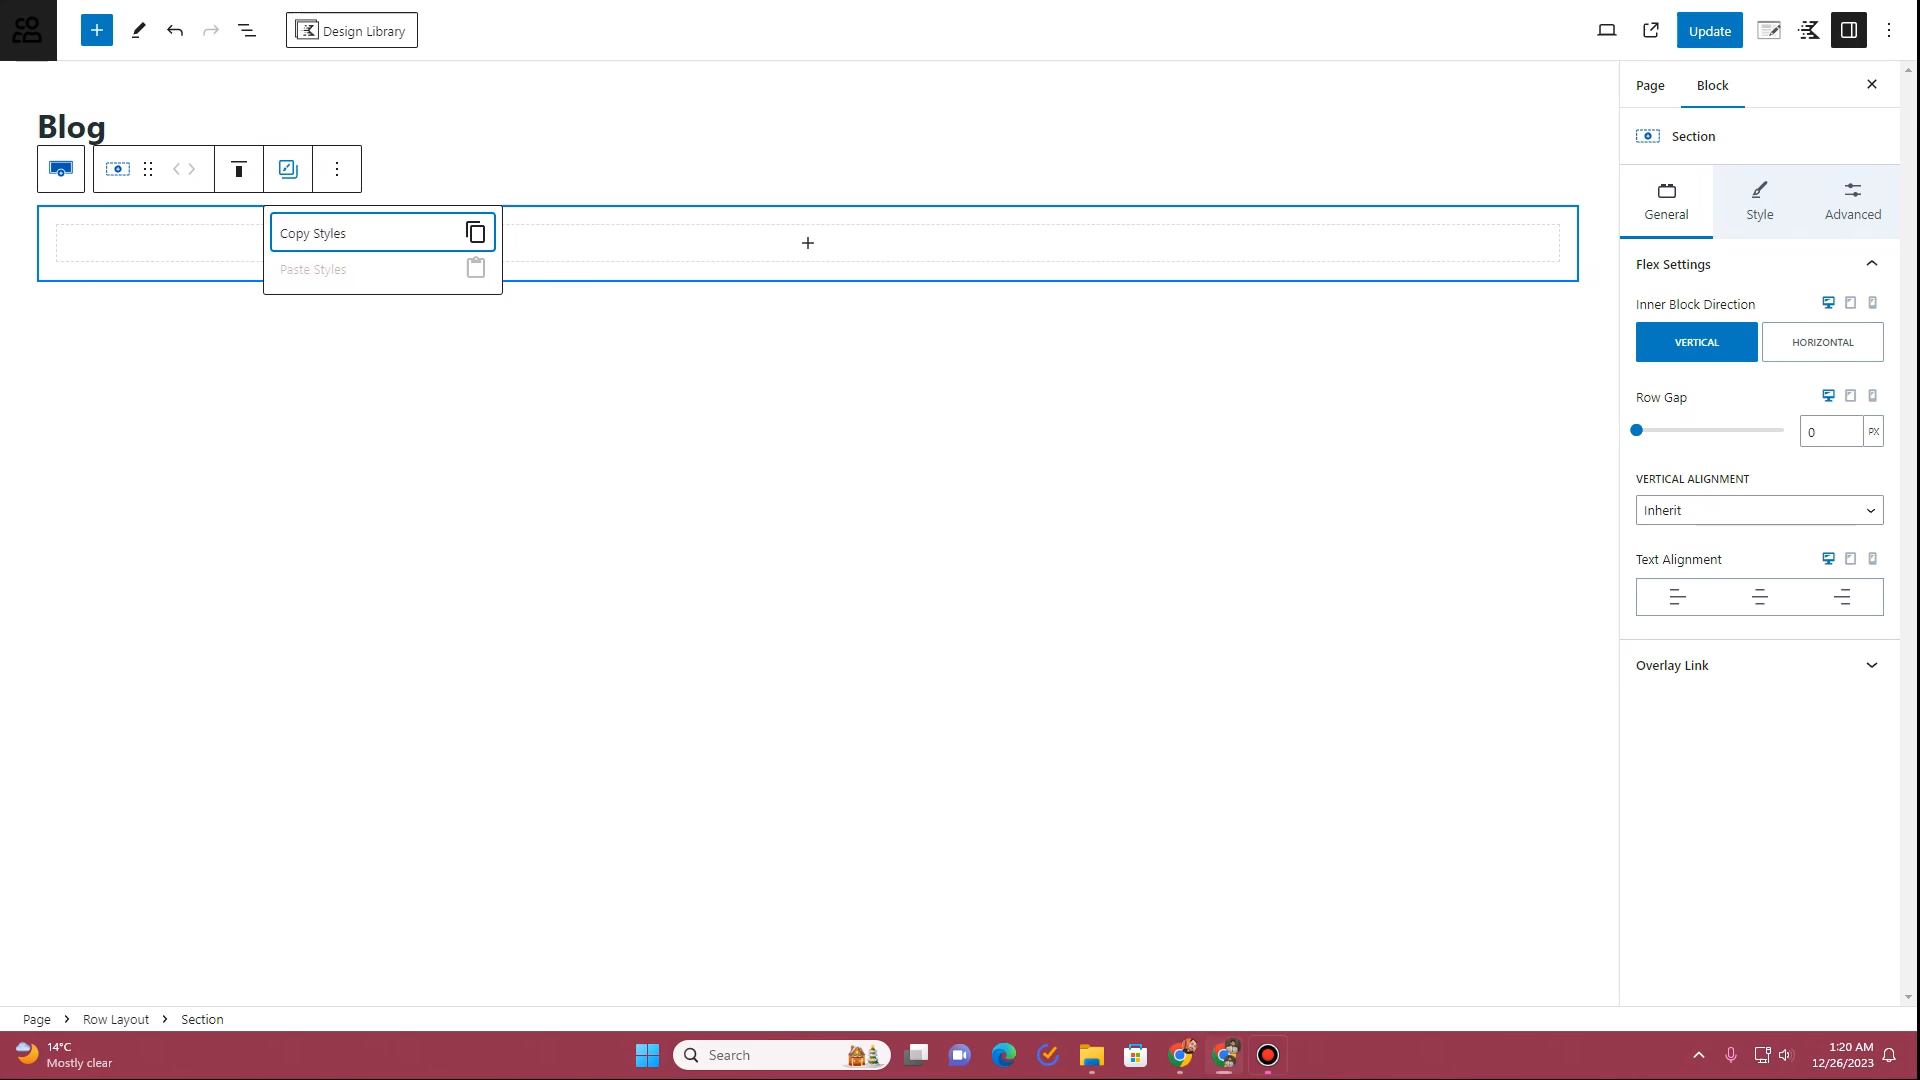 Design Library
Update
Page
Block
Blog
Section
Copy Styles
Paste Styles
General
Style
Advanced
Flex Settings
Inner Block Direction
VERTICAL
HORIZONTAL
Row Gap
0
PX
VERTICAL ALIGNMENT
Inherit
Text Alignment
Overlay Link
Page
Row Layout
Section
14°C
Mostly clear
Search
1:20 AM
12/26/2023